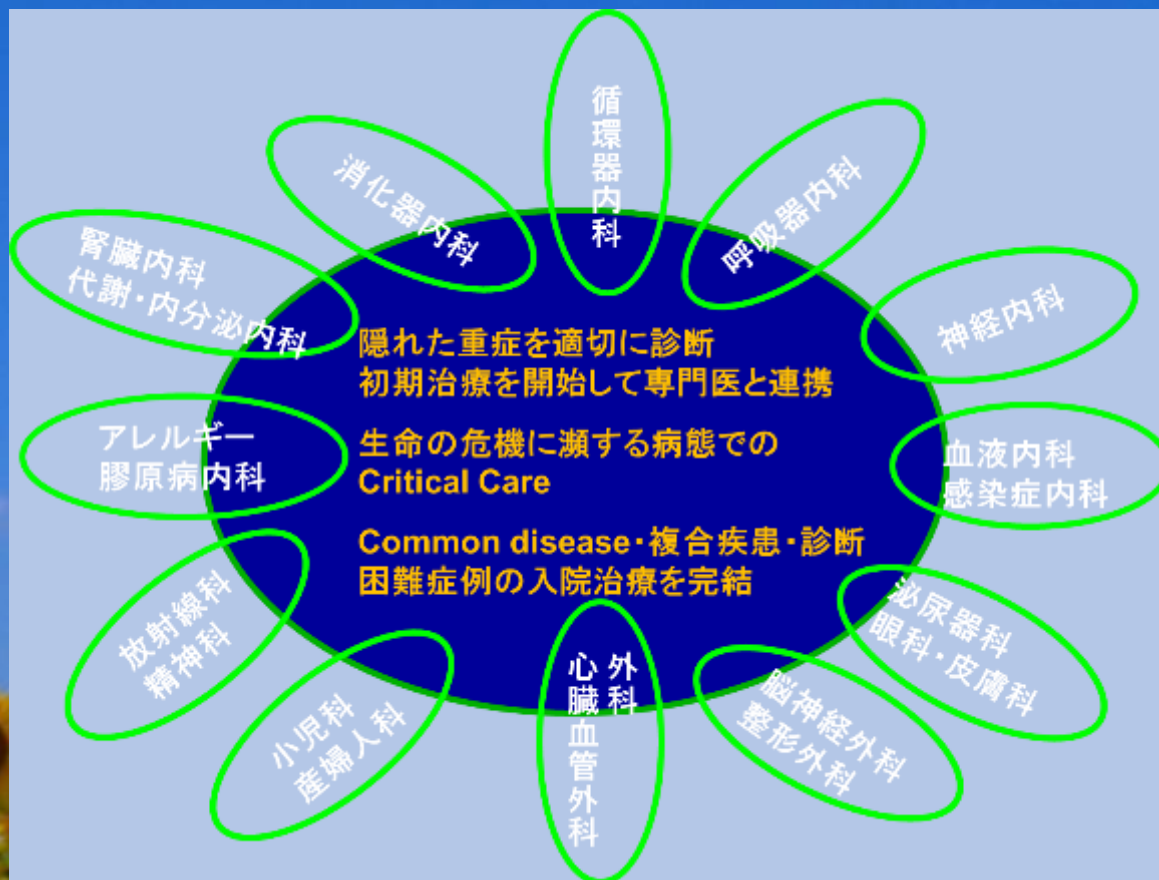 循環器内科
呼吸器内科
消化器内科
腎臓内科
代謝・内分泌内科
神経内科
隠れた重症を適切に診断
初期治療を開始して専門医と連携
生命の危機に瀕する病態での
Critical Care
Common disease・複合疾患・診断
困難症例の入院治療を完結
アレルギー
膠原病内科
血液内科
感染症内科
放射線科
精神科
小児科
産婦人科
外科
心臓血管外科
脳神経外科
整形外科
泌尿器科
眼科・皮膚科